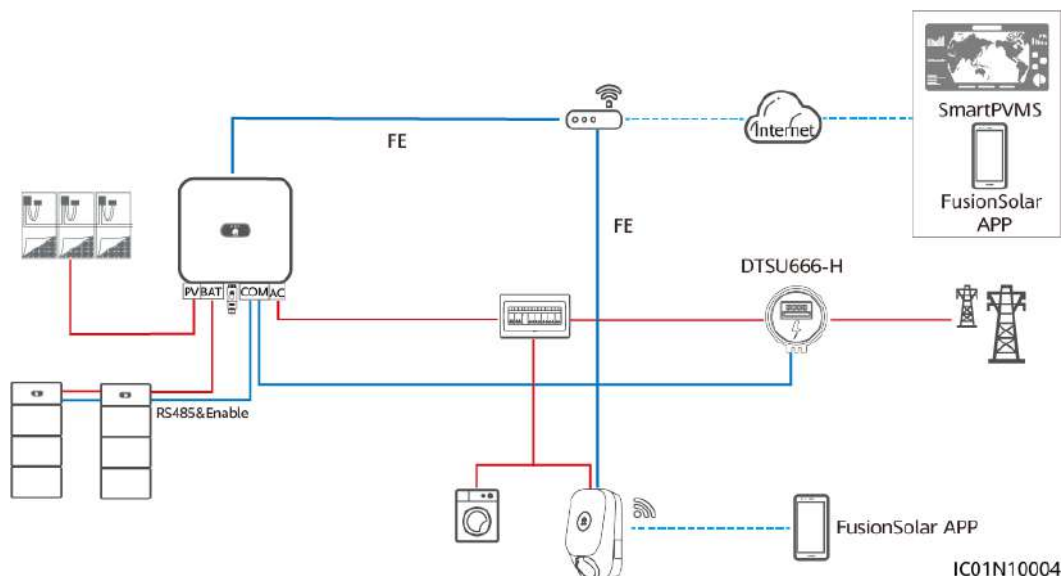 FE
Internet
SmartPVMS
FusionSolar
APP
FE
DTSU666-H
PV
BAT
COM
AC
RS485&Enable
FusionSolar APP
IC01N10004